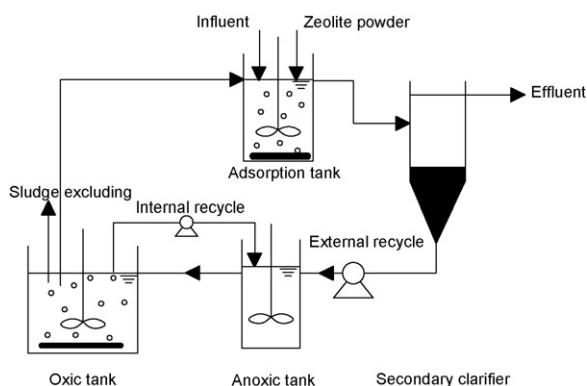 Influent
Zeolite powder
Effluent
Adsorption tank
Sludge excluding
Internal recycle
External recycle
Oxic tank
Anoxic tank
Secondary clarifier